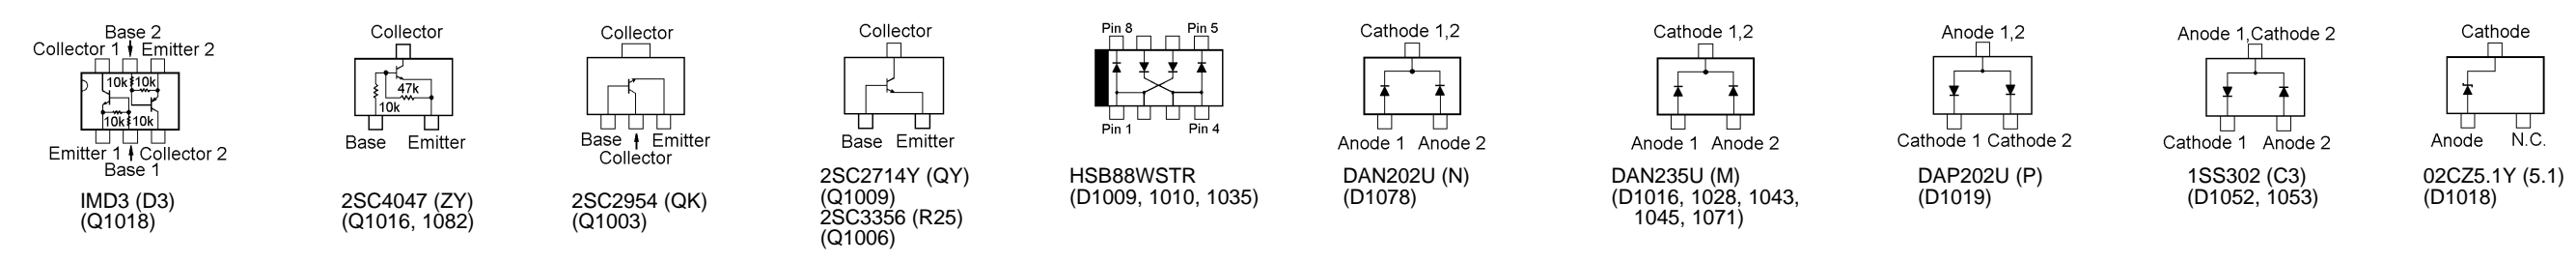 Base 2
Collector 1 Emitter 2
10k 10k
10k 10k
Emitter 1 Collector 2
Base 1
IMD3 (D3)
(Q1018)
Collector
47k
10k
Base Emitter
2SC4047 (ZY)
(Q1016, 1082)
Collector
Base Emitter
Collector
2SC2954 (QK)
(Q1003)
Collector
Base Emitter
2SC2714Y (QY)
(Q1009)
2SC3356 (R25)
(Q1006)
Pin 8 Pin 5
Pin 1 Pin 4
HSB88WSTR
(D1009, 1010, 1035)
Cathode 1,2
Anode 1 Anode 2
DAN202U (N)
(D1078)
Cathode 1,2
Anode 1 Anode 2
DAN235U (M)
(D1016, 1028, 1043,
1045, 1071)
Anode 1,2
Cathode 1 Cathode 2
DAP202U (P)
(D1019)
Anode 1,Cathode 2
Cathode 1 Anode 2
1SS302 (C3)
(D1052, 1053)
Cathode
Anode N.C.
02CZ5.1Y (5.1)
(D1018)